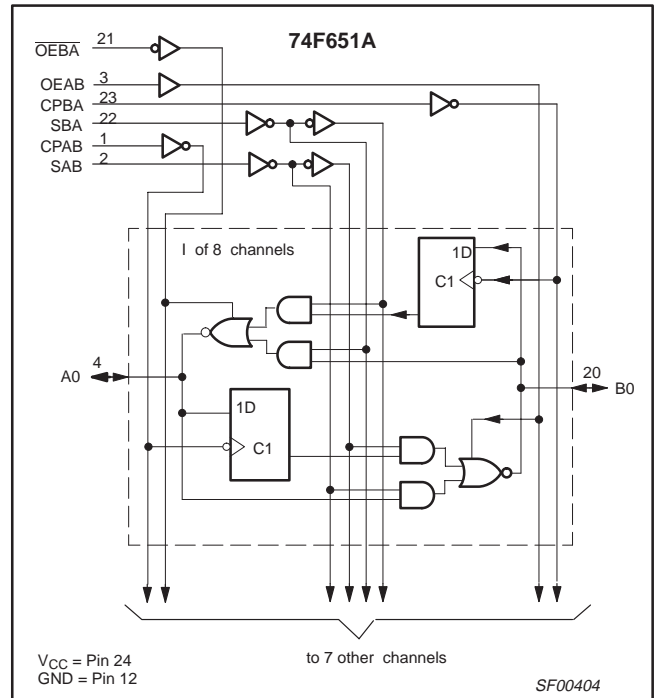 74F651A
OEBA 21
OEAB 3
CPBA 23
SBA 22
CPAB 1
SAB 2
I of 8 channels
1D
C1
A0 4
20 B0
1D
C1
to 7 other channels
VCC = Pin 24
GND = Pin 12
SF00404